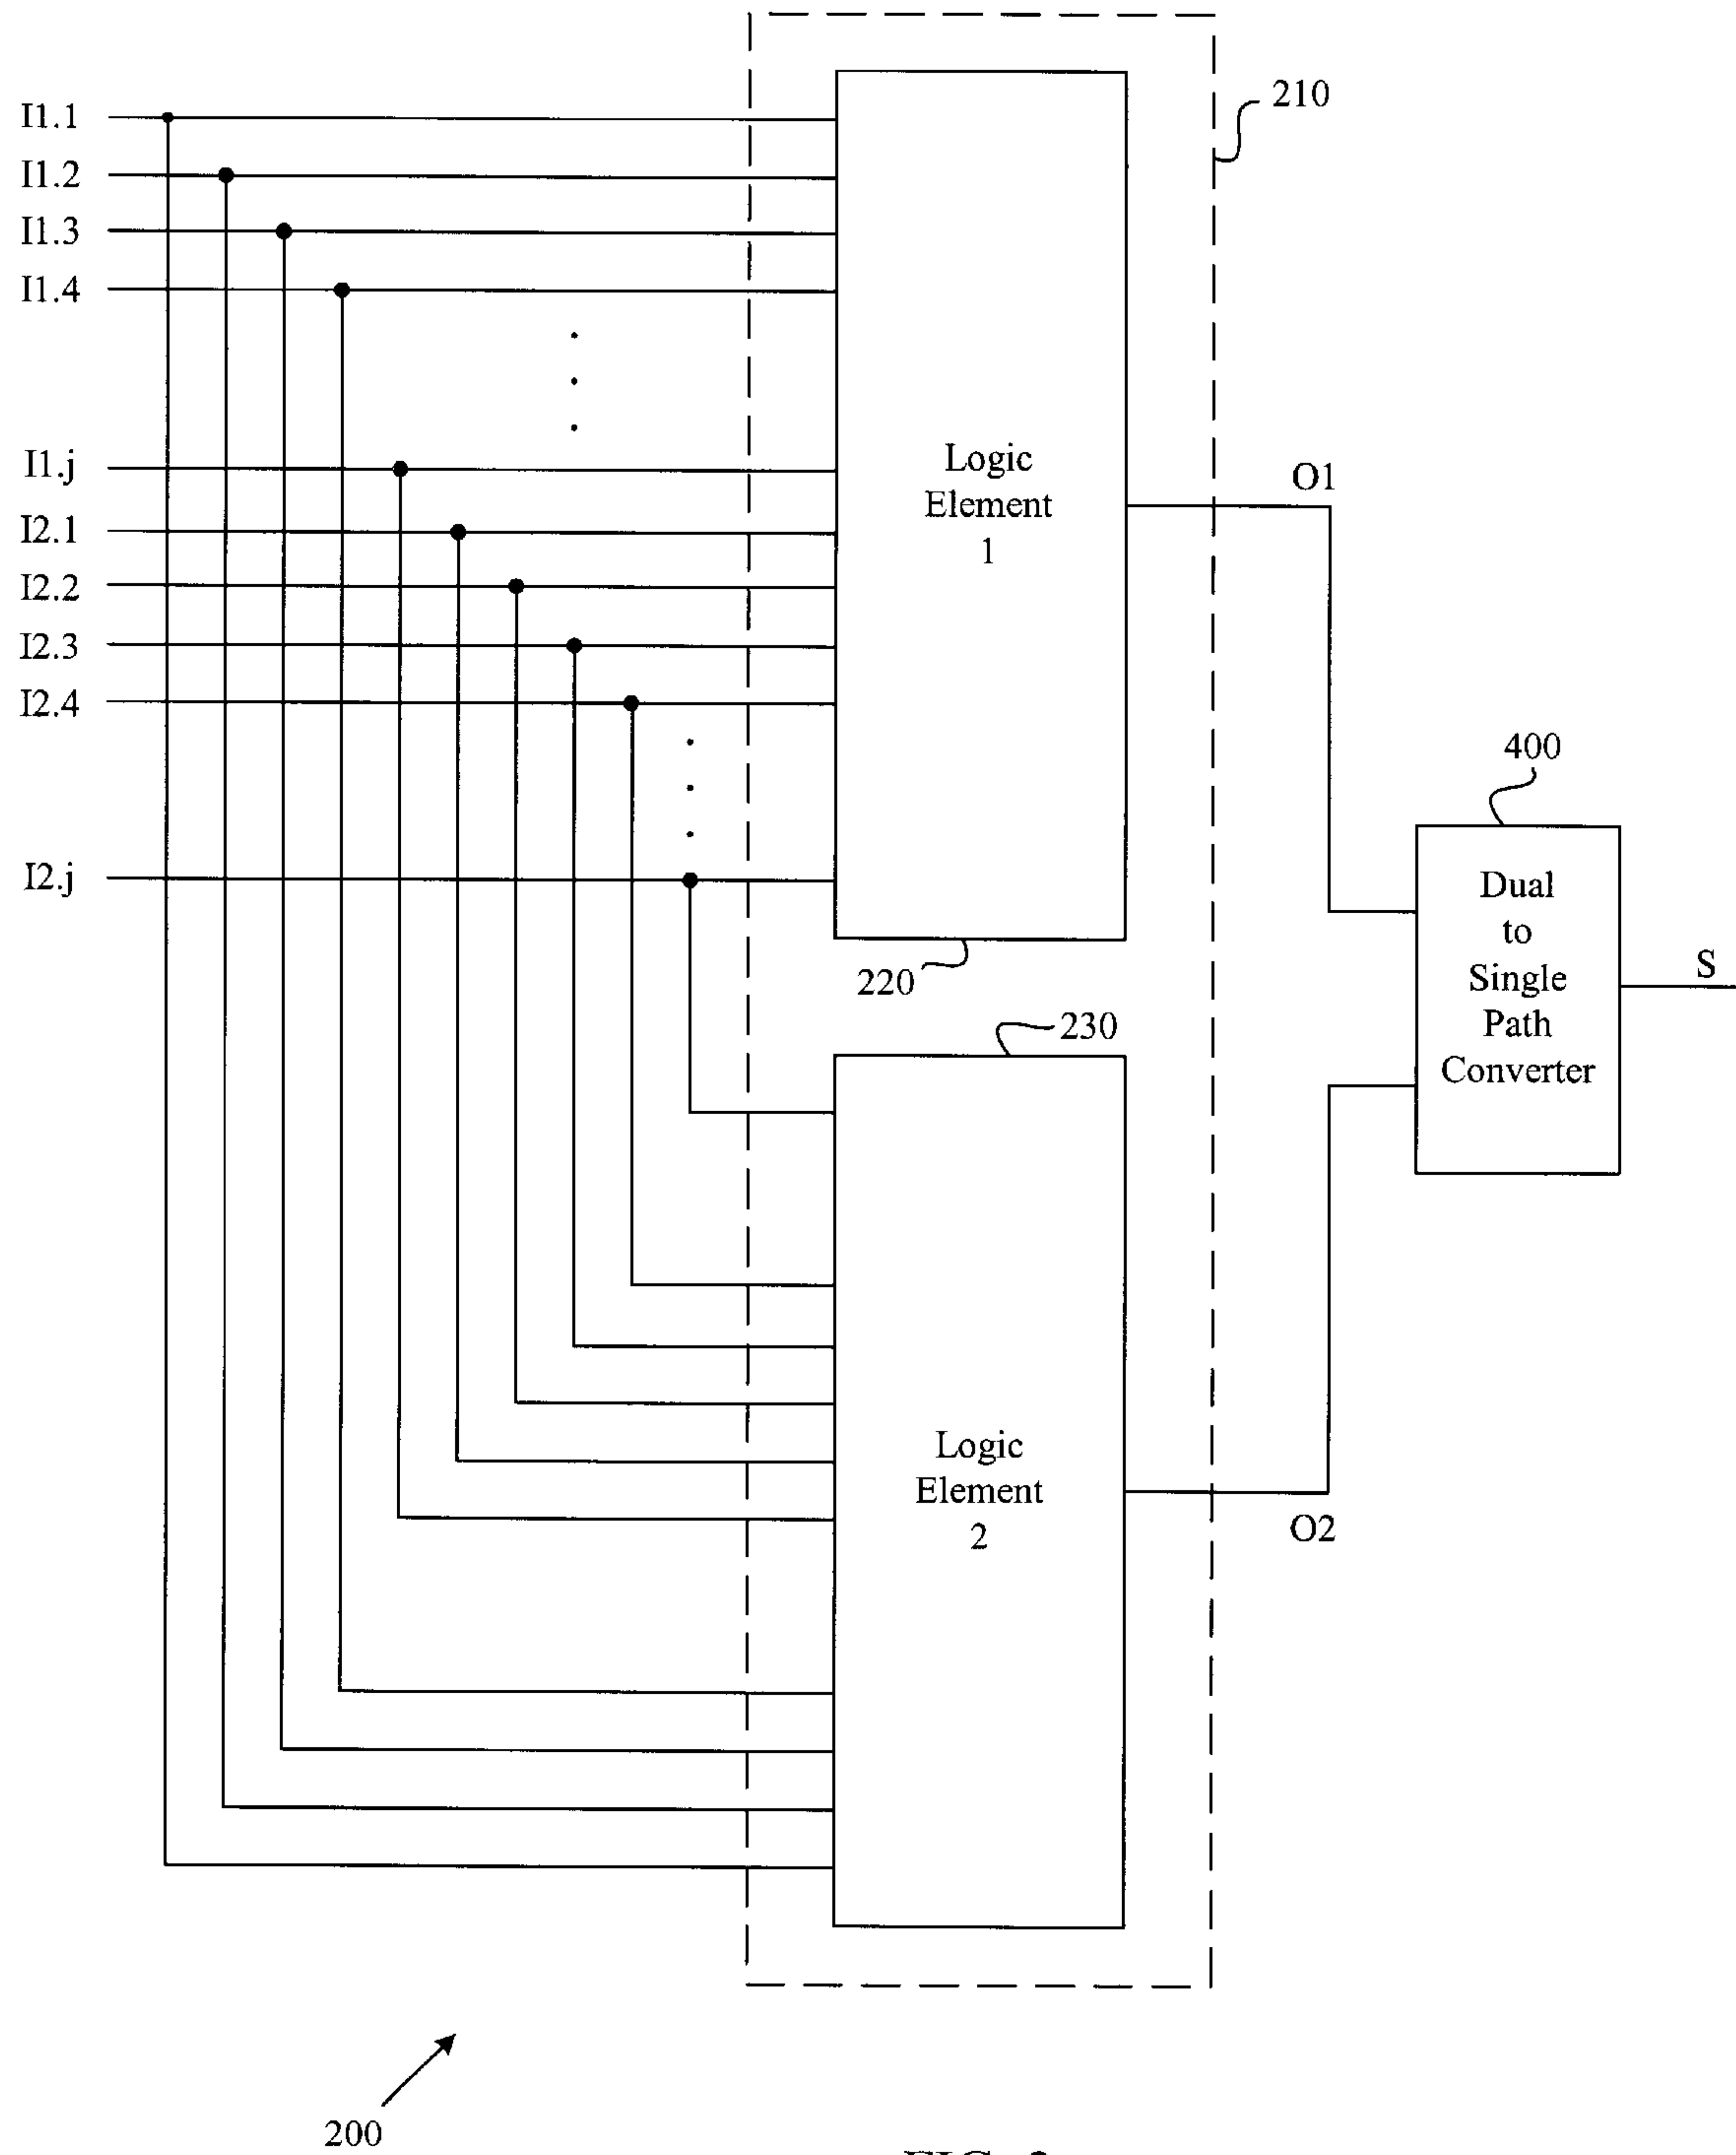 210
I1.1
I1.2
I1.3
I1.4
I1.j
I2.1
I2.2
I2.3
I2.4
I2.j
Logic
Element
1
O1
220
400
Dual
to
Single
Path
Converter
S
230
Logic
Element
2
O2
200